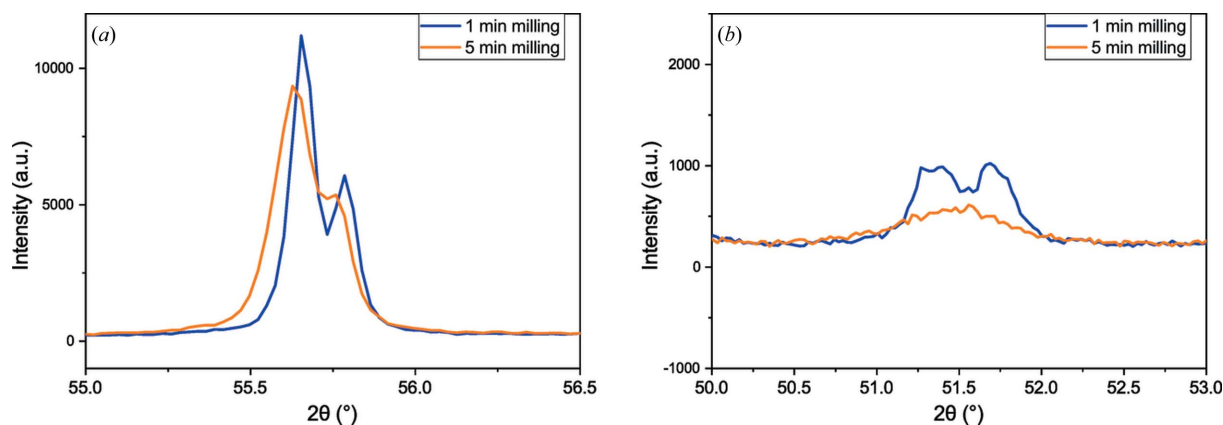 (a)
1 min milling
5 min milling
10000
5000
0
Intensity (a.u.)
55.0 55.5 56.0 56.5
2θ (°)
(b)
1 min milling
5 min milling
2500
2000
1000
0
-1000
Intensity (a.u.)
50.0 50.5 51.0 51.5 52.0 52.5 53.0
2θ (°)